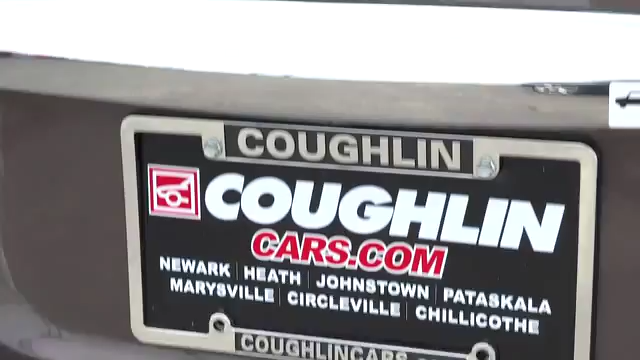 COUGHLIN
COUGHLIN
CARS.COM
NEWARK | HEATH | JOHNSTOWN | PATASKALA
MARYSVILLE | CIRCLEVILLE | CHILLICOTHE
COUGHLINCARS.